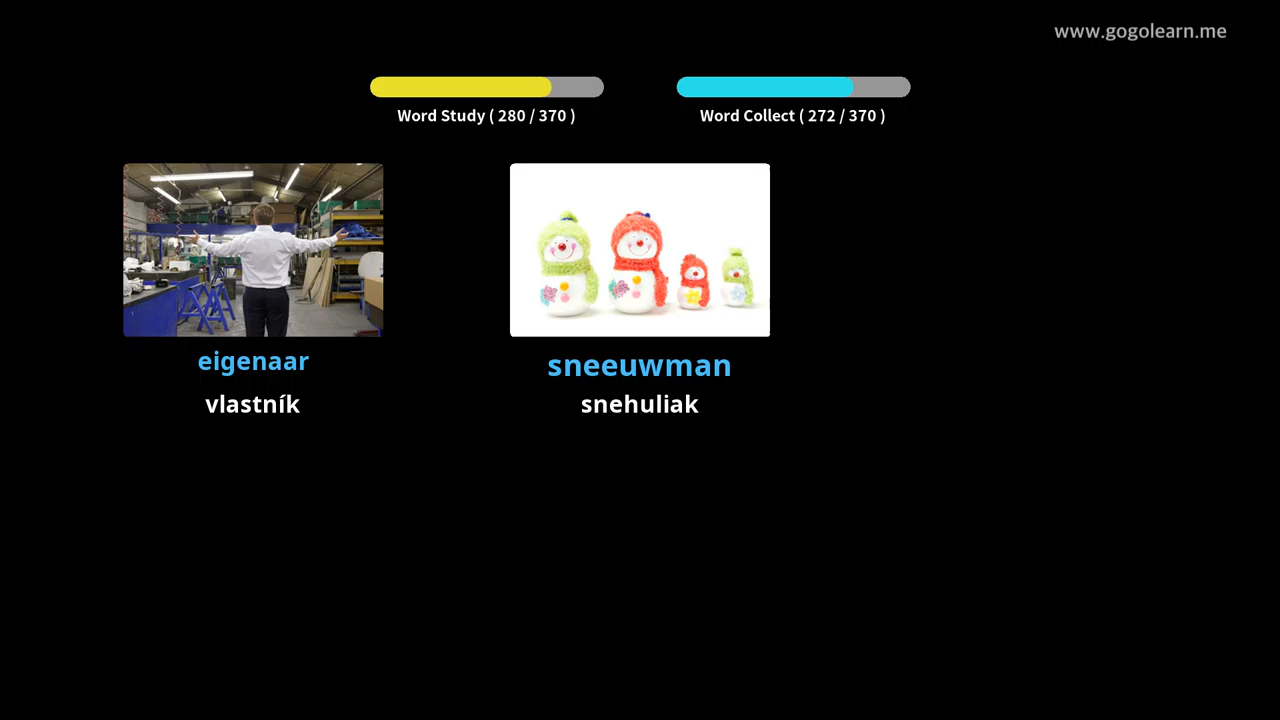 www.gogolearn.me
Word Study ( 280 / 370 )
Word Collect ( 272 / 370 )
eigenaar
vlastník
sneeuwman
snehuliak